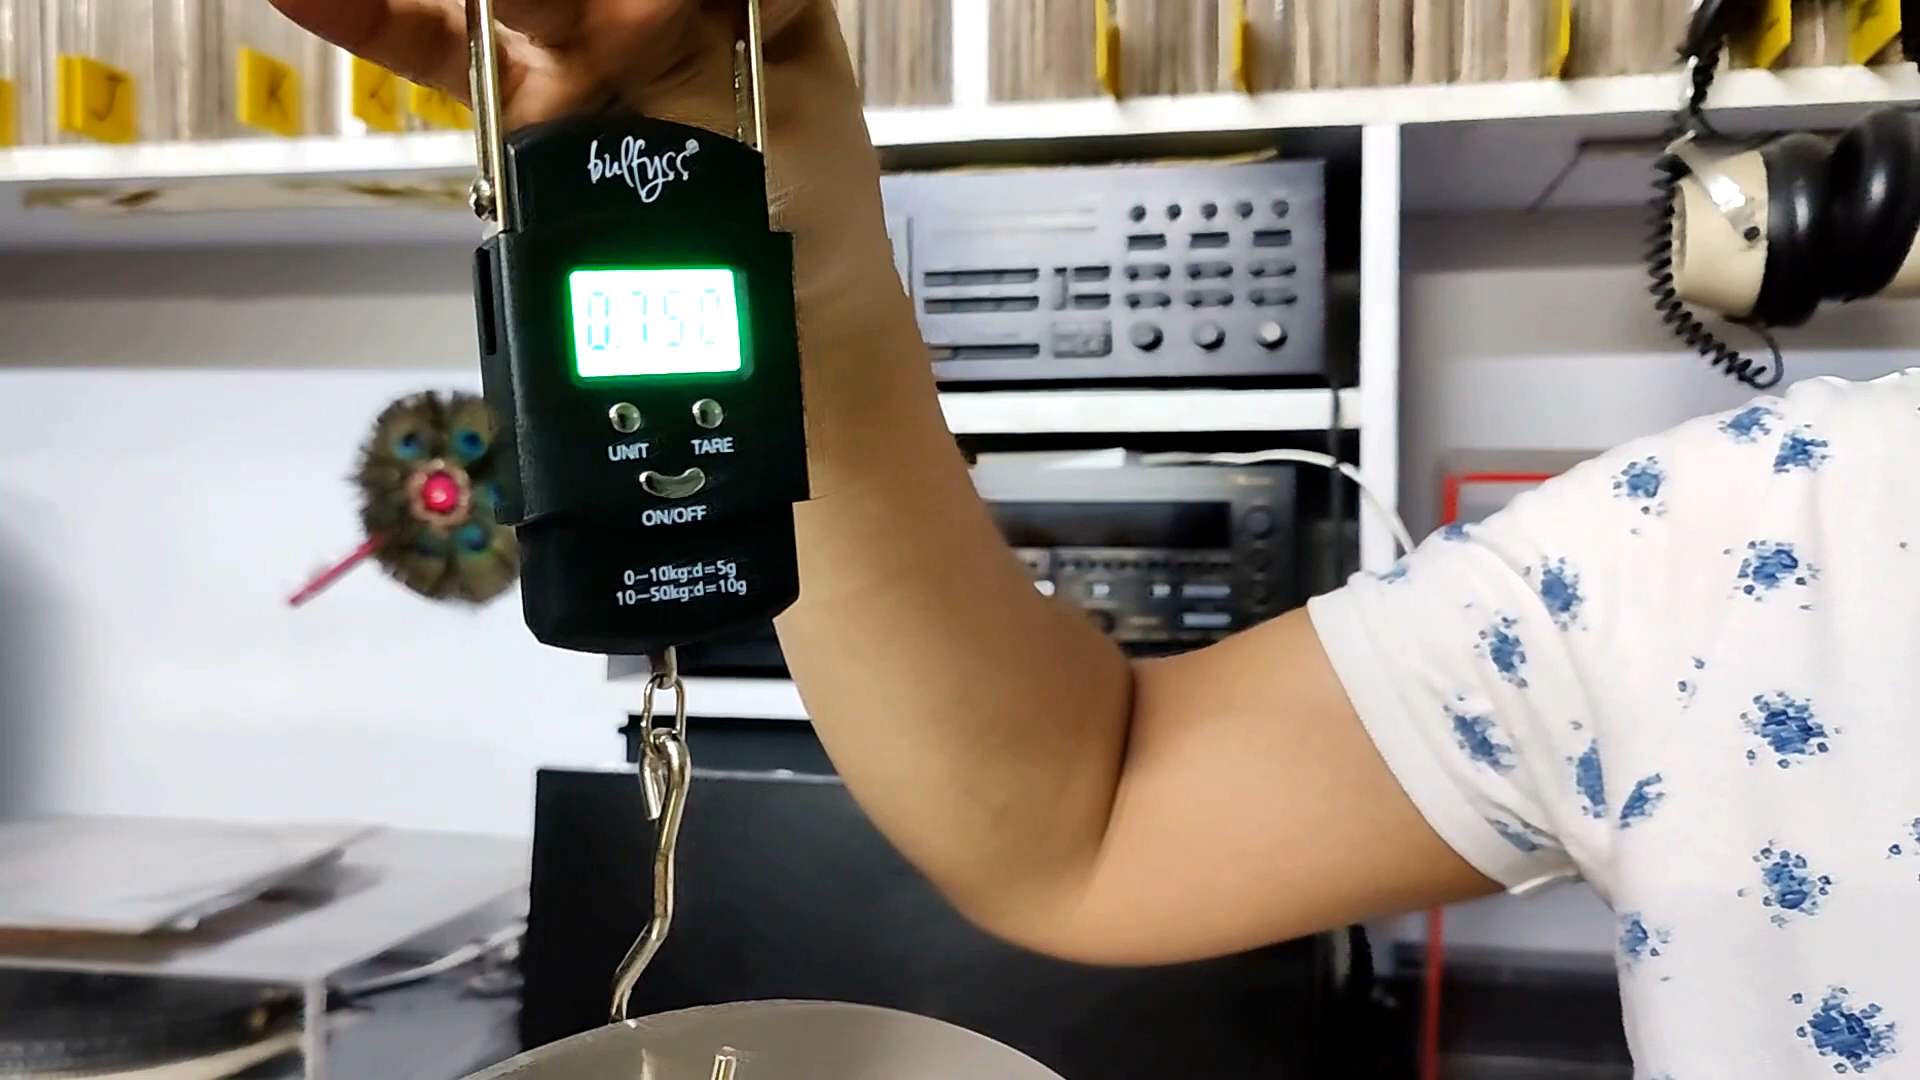 J
K
bulfyss®
0.750
UNIT TARE
ON/OFF
0–10kg:d=5g
10–50kg:d=10g